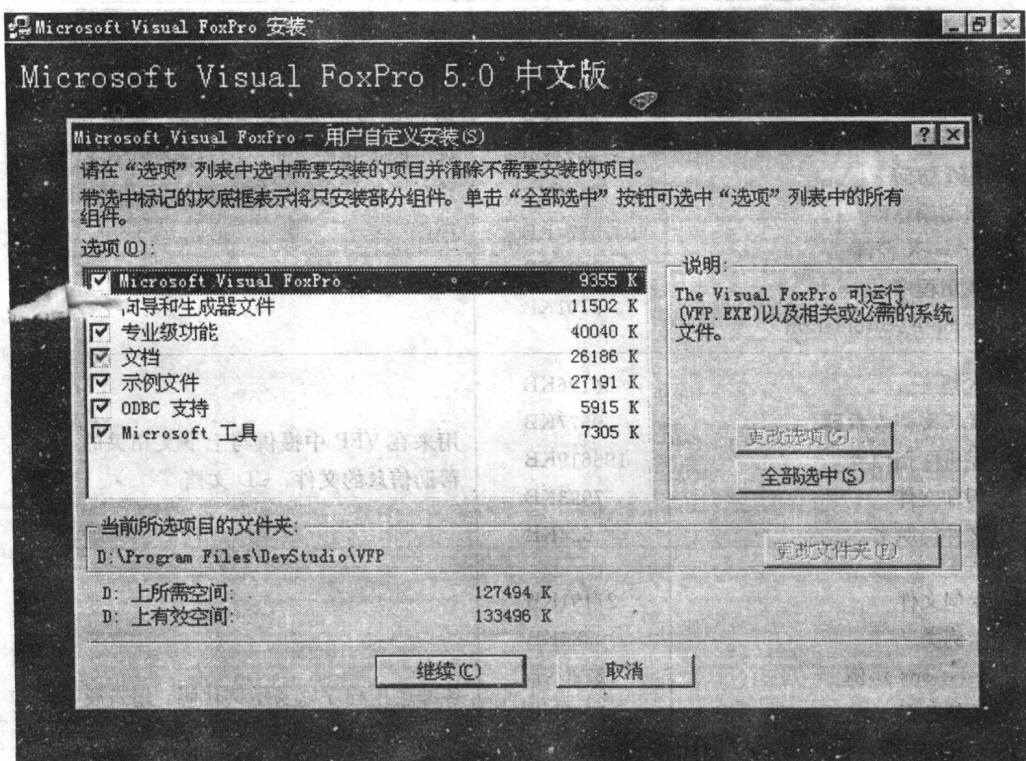 Microsoft Visual FoxPro 安装
Microsoft Visual FoxPro 5.0 中文版
Microsoft Visual FoxPro - 用户自定义安装(S)
请在“选项”列表中选中需要安装的项目并清除不需要安装的项目。
带选中标记的灰底框表示将只安装部分组件。单击“全部选中”按钮可选中“选项”列表中的所有
组件。
选项(O):
Microsoft Visual FoxPro 9355 K
向导和生成器文件 11502 K
专业级功能 40040 K
文档 26186 K
示例文件 27191 K
ODBC 支持 5915 K
Microsoft 工具 7305 K
说明:
The Visual FoxPro 可运行
(VFP.EXE)以及相关或必需的系统
文件。
更改选项(G)...
全部选中(S)
当前所选项目的文件夹:
D:\Program Files\DevStudio\VFP
更改文件夹(F)...
D: 上所需空间: 127494 K
D: 上有效空间: 133496 K
继续(C)
取消